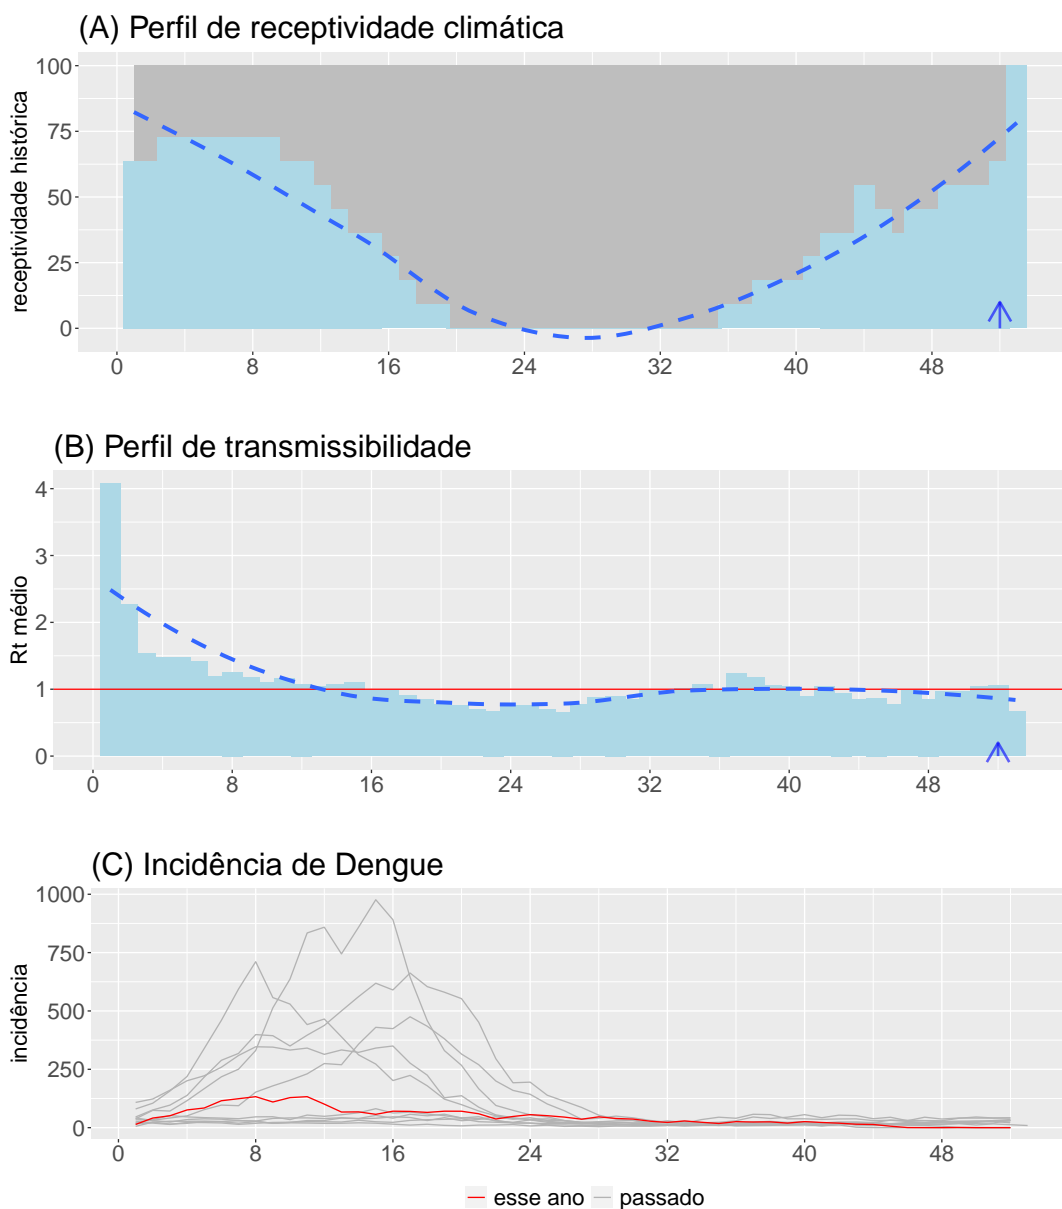 (A) Perfil de receptividade climática
receptividade histórica
100
75
50
25
0
0 8 16 24 32 40 48
(B) Perfil de transmissibilidade
Rt médio
4
3
2
1
0
0 8 16 24 32 40 48
(C) Incidência de Dengue
incidência
1000
750
500
250
0
0 8 16 24 32 40 48
esse ano passado